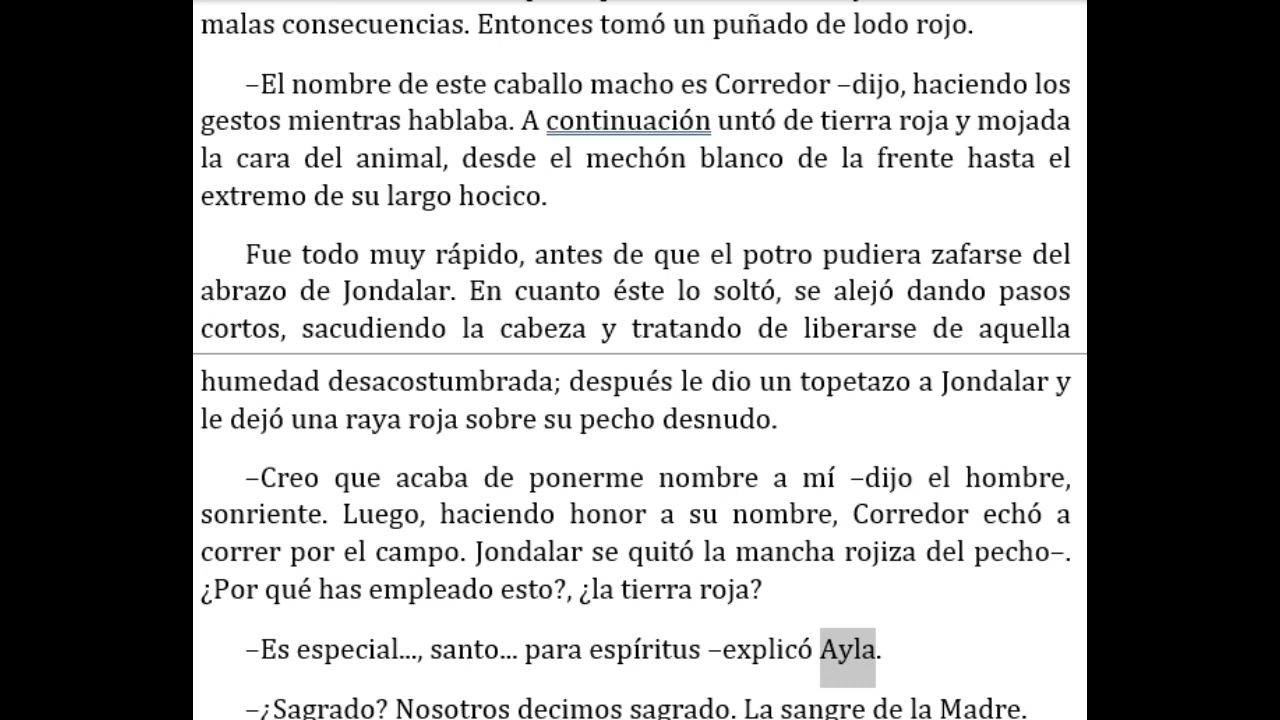 malas consecuencias. Entonces tomó un puñado de lodo rojo.
–El nombre de este caballo macho es Corredor –dijo, haciendo los
gestos mientras hablaba. A continuación untó de tierra roja y mojada
la cara del animal, desde el mechón blanco de la frente hasta el
extremo de su largo hocico.
Fue todo muy rápido, antes de que el potro pudiera zafarse del
abrazo de Jondalar. En cuanto éste lo soltó, se alejó dando pasos
cortos, sacudiendo la cabeza y tratando de liberarse de aquella
humedad desacostumbrada; después le dio un topetazo a Jondalar y
le dejó una raya roja sobre su pecho desnudo.
–Creo que acaba de ponerme nombre a mí –dijo el hombre,
sonriente. Luego, haciendo honor a su nombre, Corredor echó a
correr por el campo. Jondalar se quitó la mancha rojiza del pecho–.
¿Por qué has empleado esto?, ¿la tierra roja?
–Es especial..., santo... para espíritus –explicó Ayla.
–¿Sagrado? Nosotros decimos sagrado. La sangre de la Madre.